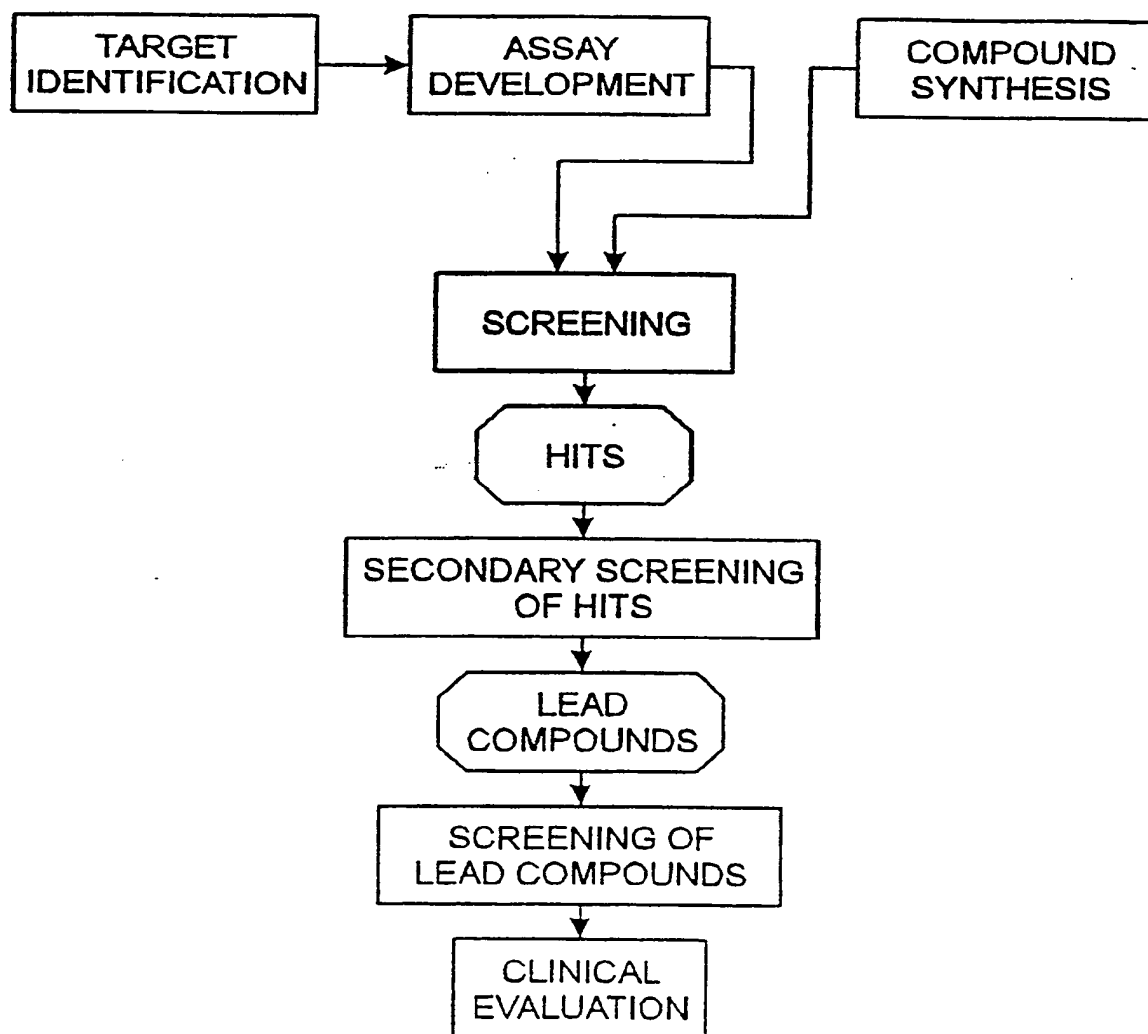 TARGET
IDENTIFICATION
ASSAY
DEVELOPMENT
COMPOUND
SYNTHESIS
SCREENING
HITS
SECONDARY SCREENING
OF HITS
LEAD
COMPOUNDS
SCREENING OF
LEAD COMPOUNDS
CLINICAL
EVALUATION